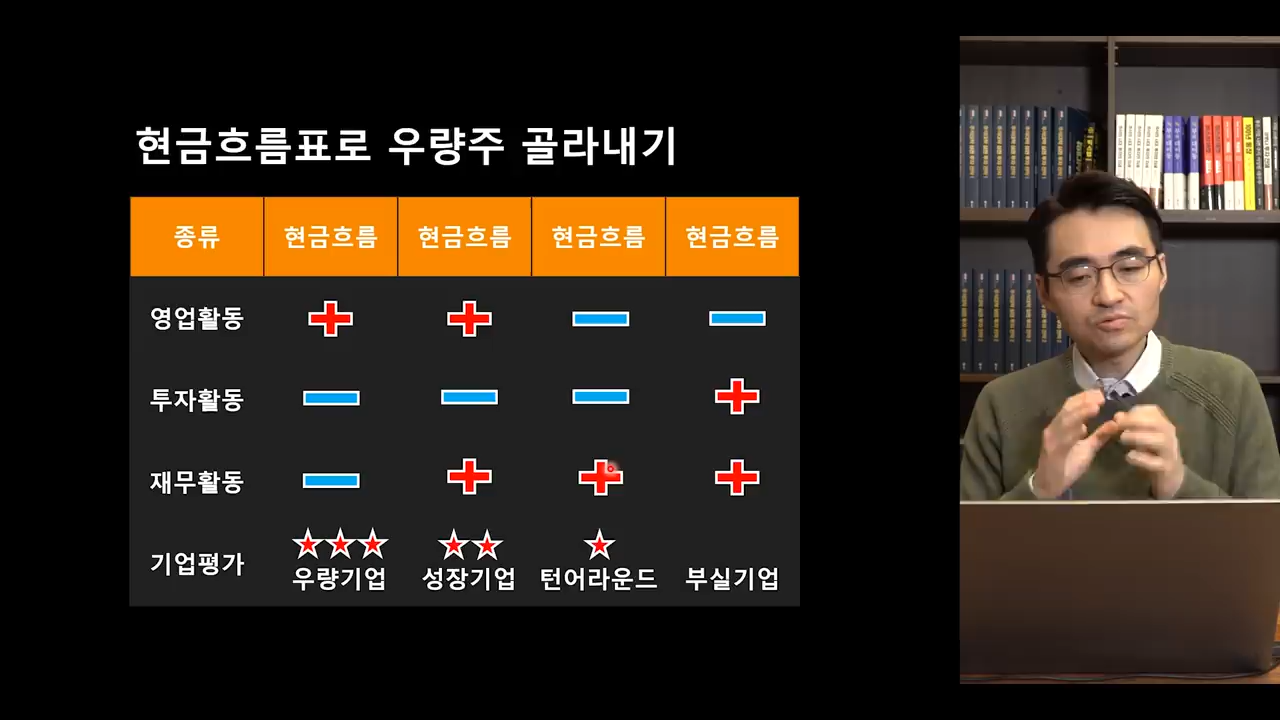 현금흐름표로 우량주 골라내기
종류 현금흐름 현금흐름 현금흐름 현금흐름
영업활동
투자활동
재무활동
기업평가
우량기업 성장기업 턴어라운드 부실기업